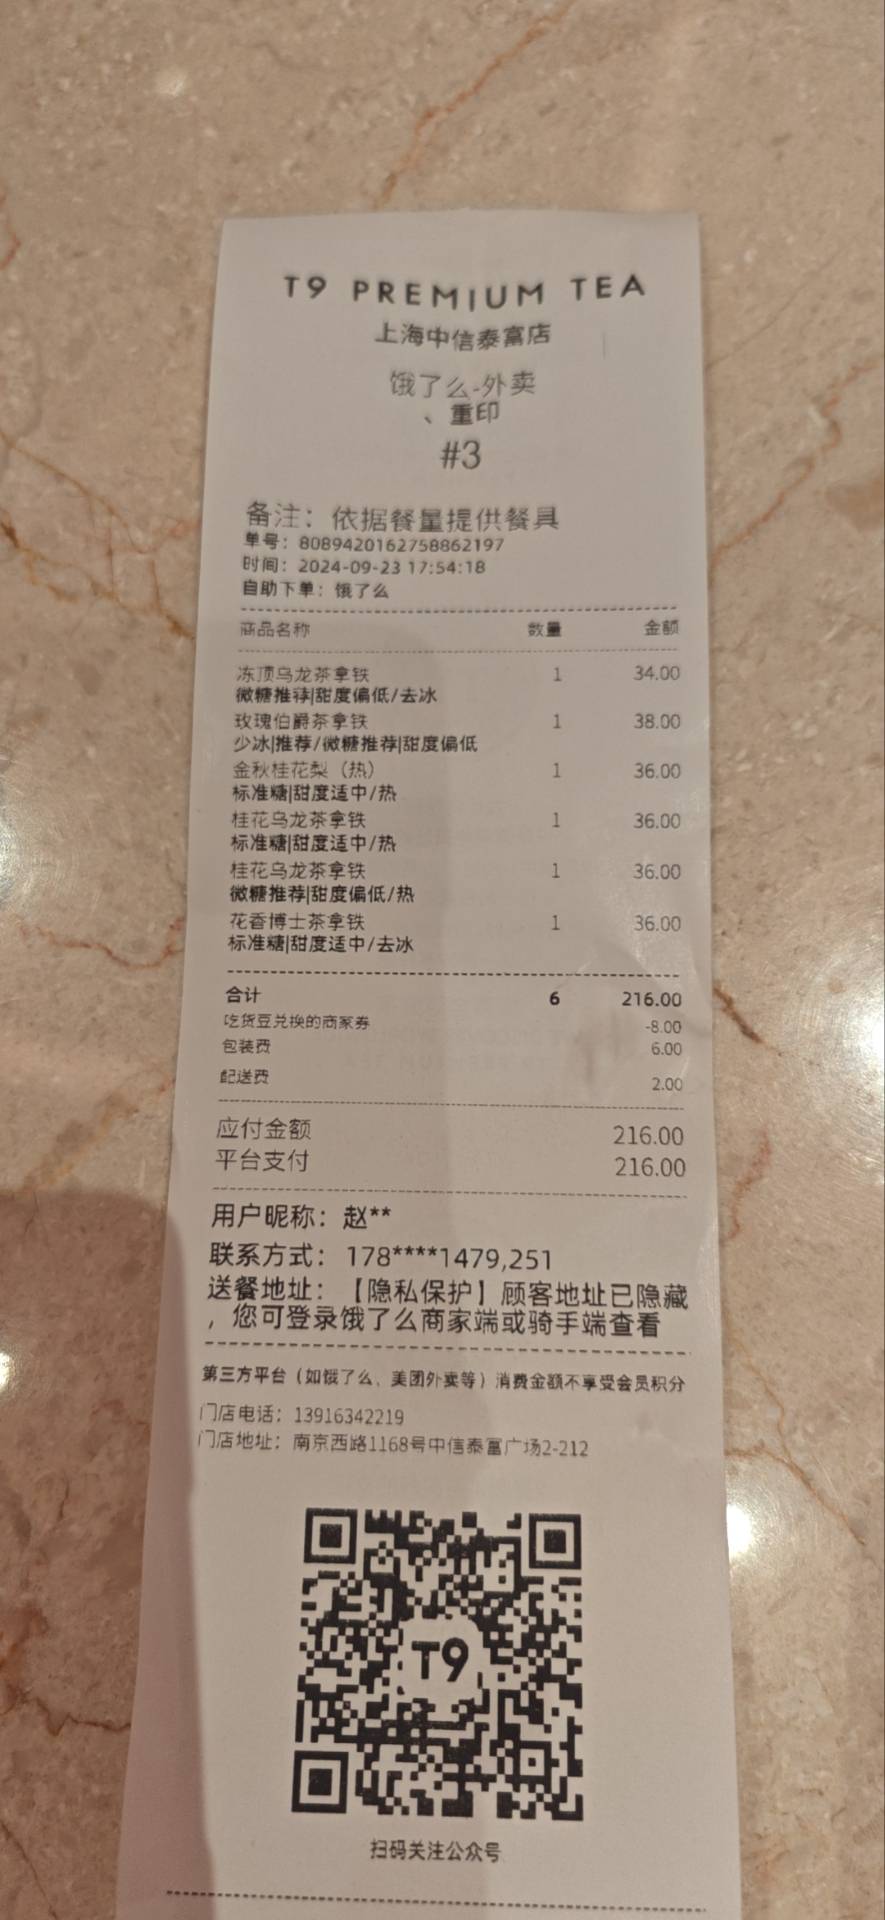 T9 PREMIUM TEA
上海中信泰富店
饿了么-外卖
、重印
#3
备注：依据餐量提供餐具
单号：8089420162758862197
时间：2024-09-23 17:54:18
自助下单：饿了么
商品名称 数量 金额
冻顶乌龙茶拿铁 1 34.00
微糖推荐|甜度偏低/去冰
玫瑰伯爵茶拿铁 1 38.00
少冰|推荐/微糖推荐|甜度偏低
金秋桂花梨（热） 1 36.00
标准糖|甜度适中/热
桂花乌龙茶拿铁 1 36.00
标准糖|甜度适中/热
桂花乌龙茶拿铁 1 36.00
微糖推荐|甜度偏低/热
花香博士茶拿铁 1 36.00
标准糖|甜度适中/去冰
合计 6 216.00
吃货豆兑换的商家券 -8.00
包装费 6.00
配送费 2.00
应付金额 216.00
平台支付 216.00
用户昵称：赵**
联系方式：178****1479,251
送餐地址：【隐私保护】顾客地址已隐藏
，您可登录饿了么商家端或骑手端查看
第三方平台（如饿了么、美团外卖等）消费金额不享受会员积分
门店电话：13916342219
门店地址：南京西路1168号中信泰富广场2-212
T9
扫码关注公众号